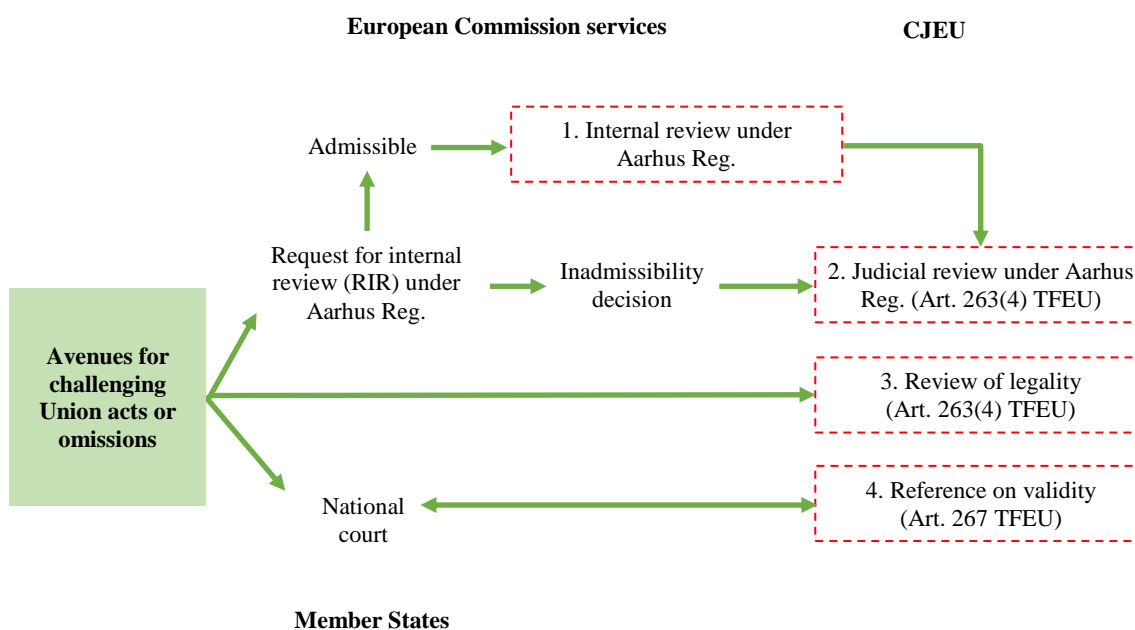 European Commission services
CJEU
Admissible
1. Internal review under
Aarhus Reg.
Request for internal
review (RIR) under
Aarhus Reg.
Inadmissibility
decision
2. Judicial review under Aarhus
Reg. (Art. 263(4) TFEU)
Avenues for
challenging
Union acts or
omissions
3. Review of legality
(Art. 263(4) TFEU)
National
court
4. Reference on validity
(Art. 267 TFEU)
Member States